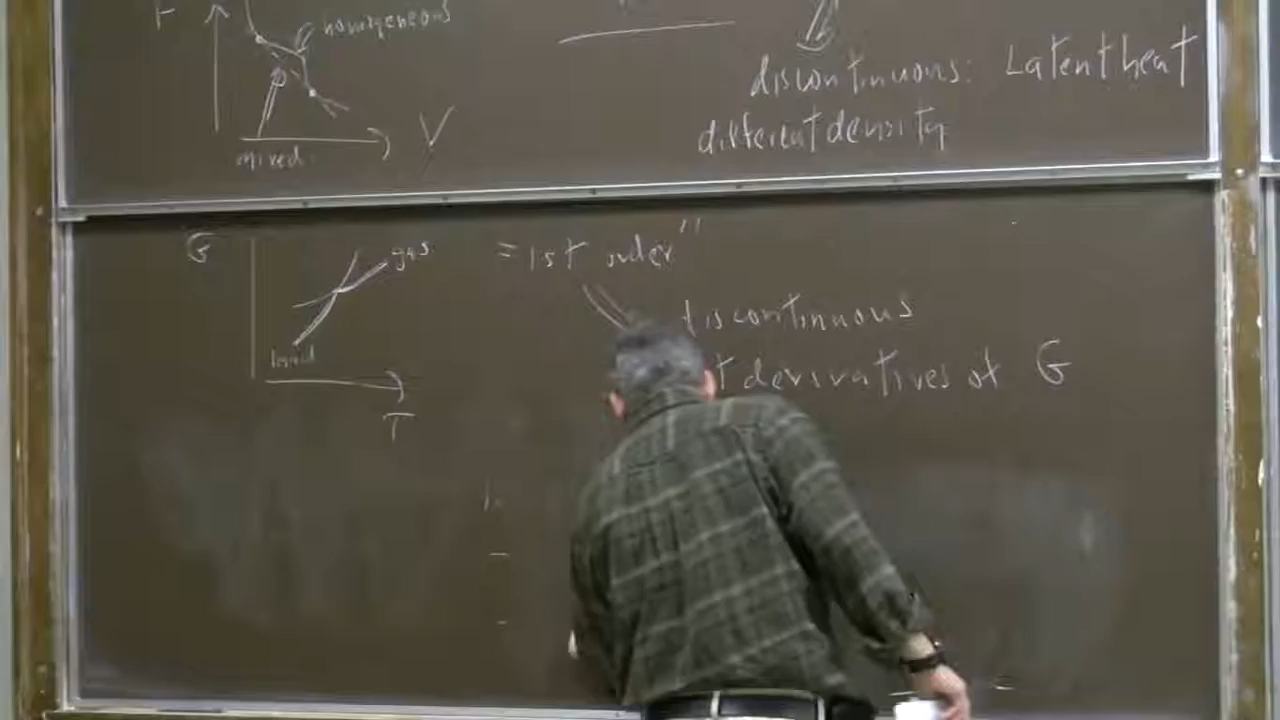 F
homogeneous
V
mixed
discontinuous: Latent heat
different density
G
gas
liquid
T
= 1st order"
discontinuous
derivatives of G